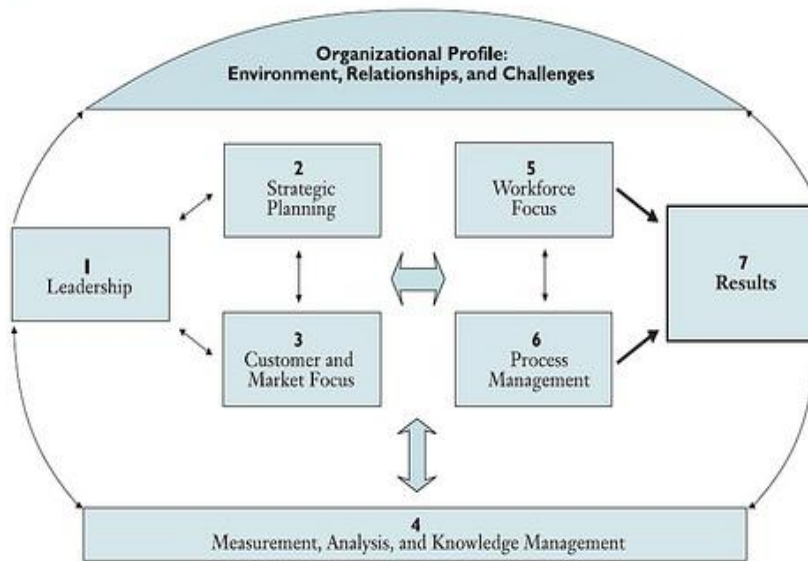 Organizational Profile:
Environment, Relationships, and Challenges
2
Strategic
Planning
5
Workforce
Focus
1
Leadership
7
Results
3
Customer and
Market Focus
6
Process
Management
4
Measurement, Analysis, and Knowledge Management